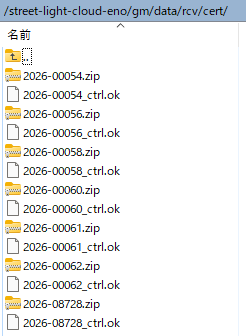 /street-light-cloud-eno/gm/data/rcv/cert/
名前
..
2026-00054.zip
2026-00054_ctrl.ok
2026-00056.zip
2026-00056_ctrl.ok
2026-00058.zip
2026-00058_ctrl.ok
2026-00060.zip
2026-00060_ctrl.ok
2026-00061.zip
2026-00061_ctrl.ok
2026-00062.zip
2026-00062_ctrl.ok
2026-08728.zip
2026-08728_ctrl.ok